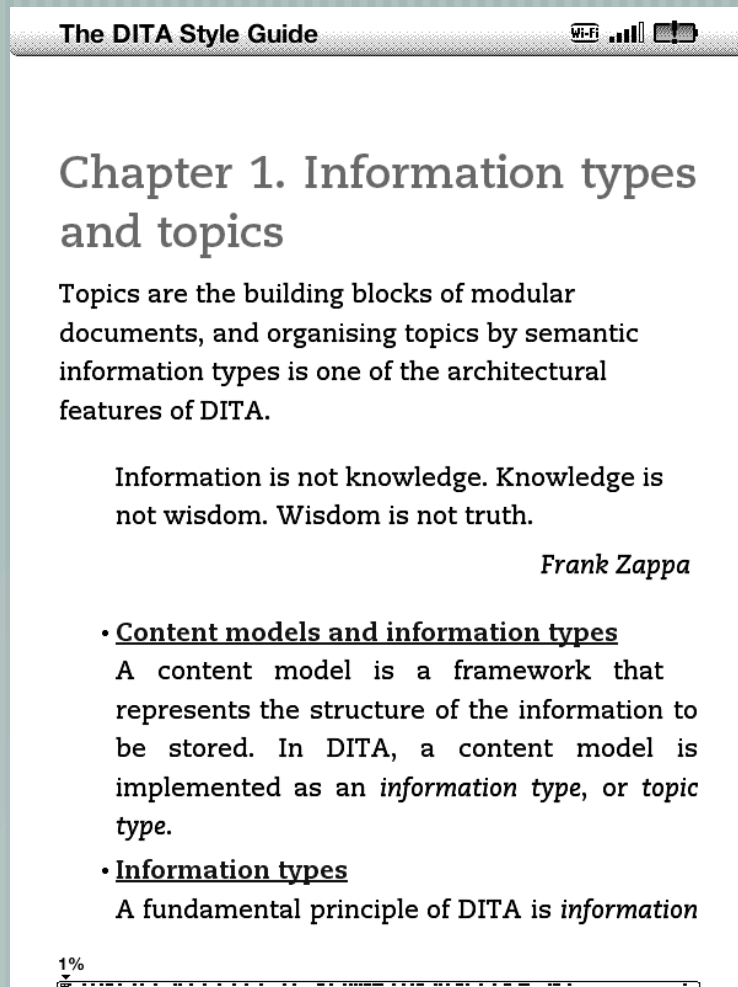 The DITA Style Guide
Wi-Fi
Chapter 1. Information types
and topics
Topics are the building blocks of modular
documents, and organising topics by semantic
information types is one of the architectural
features of DITA.
Information is not knowledge. Knowledge is
not wisdom. Wisdom is not truth.
Frank Zappa
• Content models and information types
A content model is a framework that
represents the structure of the information to
be stored. In DITA, a content model is
implemented as an information type, or topic
type.
• Information types
A fundamental principle of DITA is information
1%